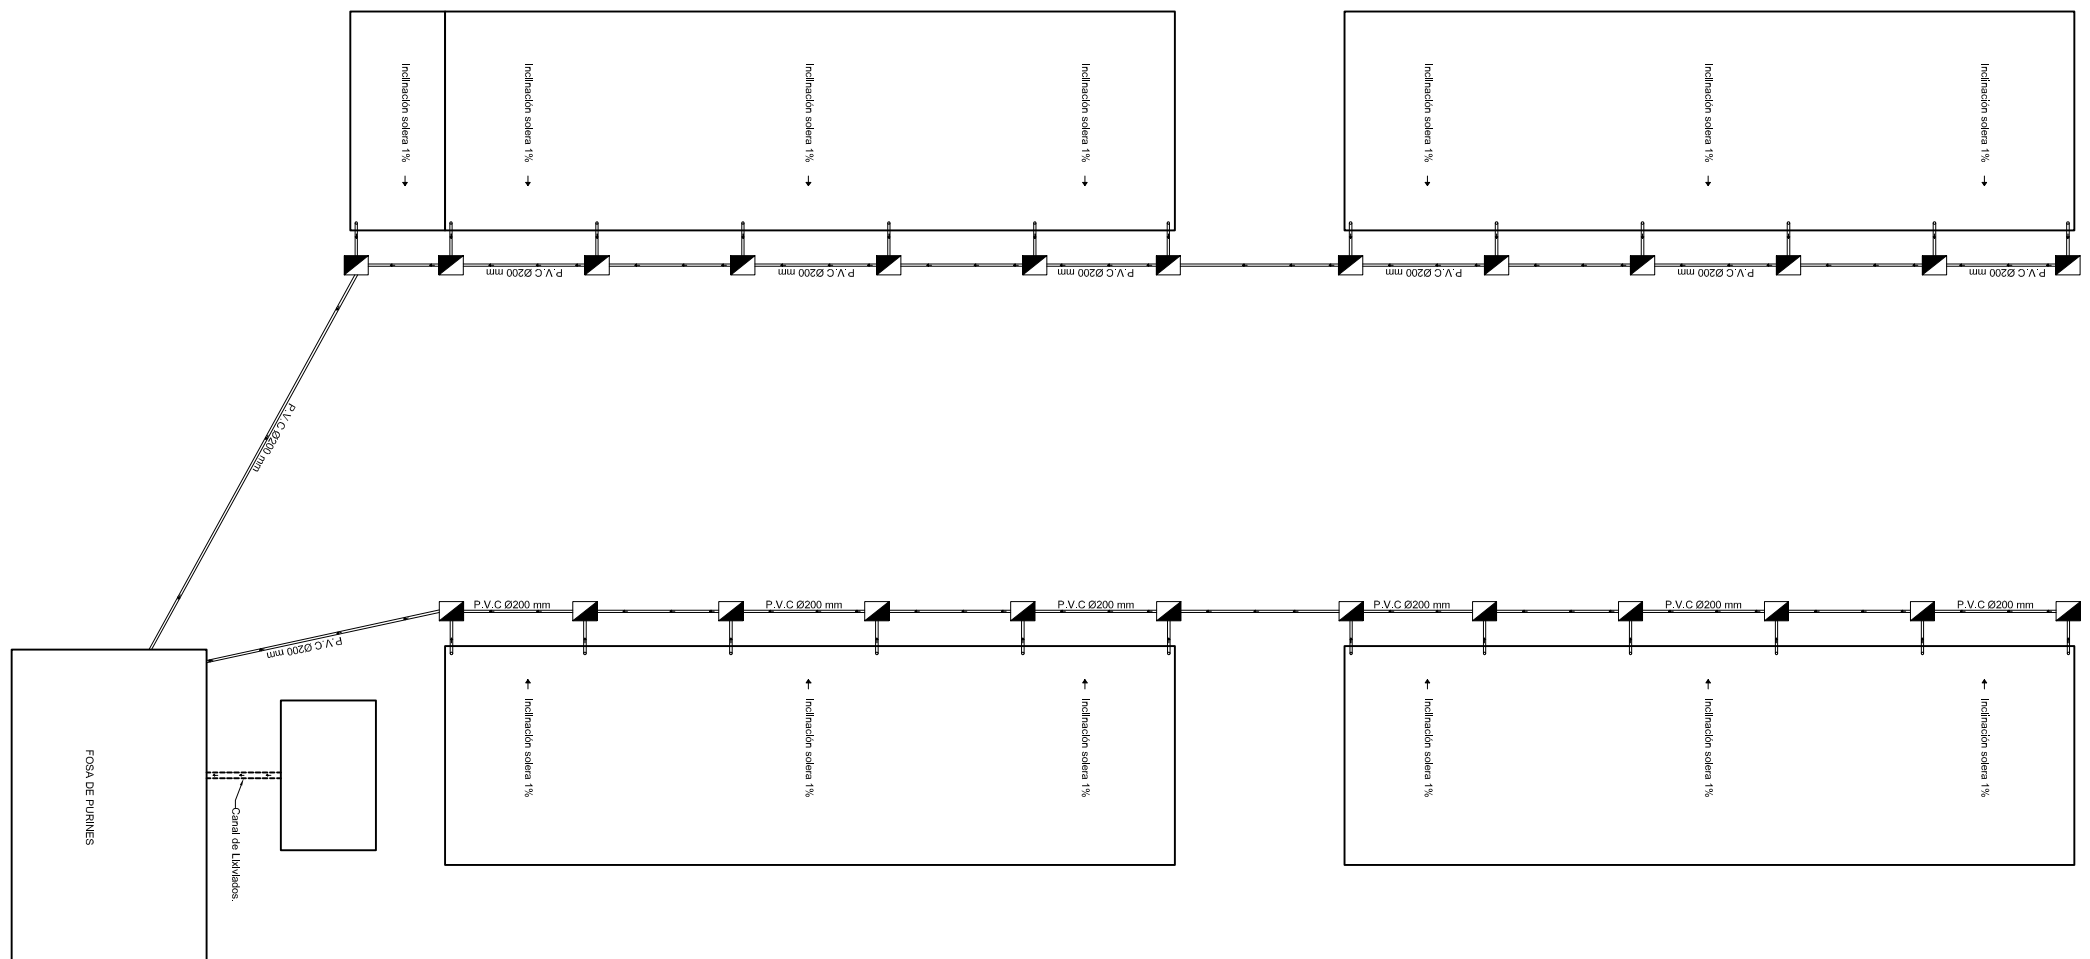 Inclinación solera 1%
Inclinación solera 1%
Inclinación solera 1%
Inclinación solera 1%
Inclinación solera 1%
Inclinación solera 1%
Inclinación solera 1%
P.V.C Ø200 mm
P.V.C Ø200 mm
P.V.C Ø200 mm
P.V.C Ø200 mm
P.V.C Ø200 mm
P.V.C Ø200 mm
P.V.C Ø200 mm
P.V.C Ø200 mm
P.V.C Ø200 mm
P.V.C Ø200 mm
P.V.C Ø200 mm
P.V.C Ø200 mm
P.V.C Ø200 mm
P.V.C Ø200 mm
Inclinación solera 1%
Inclinación solera 1%
Inclinación solera 1%
Inclinación solera 1%
Inclinación solera 1%
Inclinación solera 1%
FOSA DE PURINES
Canal de Lixiviados.